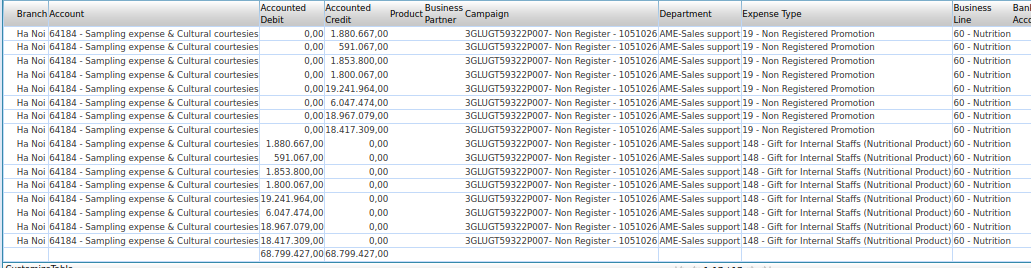 Branch Account Accounted Debit Accounted Credit Product Business Partner Campaign Department Expense Type Business Line
Ha Noi 64184 - Sampling expense & Cultural courtesies 0,00 1.880.667,00 3GLUGT59322P007- Non Register - 1051026 AME-Sales support 19 - Non Registered Promotion 60 - Nutrition
Ha Noi 64184 - Sampling expense & Cultural courtesies 0,00 591.067,00 3GLUGT59322P007- Non Register - 1051026 AME-Sales support 19 - Non Registered Promotion 60 - Nutrition
Ha Noi 64184 - Sampling expense & Cultural courtesies 0,00 1.853.800,00 3GLUGT59322P007- Non Register - 1051026 AME-Sales support 19 - Non Registered Promotion 60 - Nutrition
Ha Noi 64184 - Sampling expense & Cultural courtesies 0,00 1.800.067,00 3GLUGT59322P007- Non Register - 1051026 AME-Sales support 19 - Non Registered Promotion 60 - Nutrition
Ha Noi 64184 - Sampling expense & Cultural courtesies 0,00 19.241.964,00 3GLUGT59322P007- Non Register - 1051026 AME-Sales support 19 - Non Registered Promotion 60 - Nutrition
Ha Noi 64184 - Sampling expense & Cultural courtesies 0,00 6.047.474,00 3GLUGT59322P007- Non Register - 1051026 AME-Sales support 19 - Non Registered Promotion 60 - Nutrition
Ha Noi 64184 - Sampling expense & Cultural courtesies 0,00 18.967.079,00 3GLUGT59322P007- Non Register - 1051026 AME-Sales support 19 - Non Registered Promotion 60 - Nutrition
Ha Noi 64184 - Sampling expense & Cultural courtesies 0,00 18.417.309,00 3GLUGT59322P007- Non Register - 1051026 AME-Sales support 19 - Non Registered Promotion 60 - Nutrition
Ha Noi 64184 - Sampling expense & Cultural courtesies 1.880.667,00 0,00 3GLUGT59322P007- Non Register - 1051026 AME-Sales support 148 - Gift for Internal Staffs (Nutritional Product) 60 - Nutrition
Ha Noi 64184 - Sampling expense & Cultural courtesies 591.067,00 0,00 3GLUGT59322P007- Non Register - 1051026 AME-Sales support 148 - Gift for Internal Staffs (Nutritional Product) 60 - Nutrition
Ha Noi 64184 - Sampling expense & Cultural courtesies 1.853.800,00 0,00 3GLUGT59322P007- Non Register - 1051026 AME-Sales support 148 - Gift for Internal Staffs (Nutritional Product) 60 - Nutrition
Ha Noi 64184 - Sampling expense & Cultural courtesies 1.800.067,00 0,00 3GLUGT59322P007- Non Register - 1051026 AME-Sales support 148 - Gift for Internal Staffs (Nutritional Product) 60 - Nutrition
Ha Noi 64184 - Sampling expense & Cultural courtesies 19.241.964,00 0,00 3GLUGT59322P007- Non Register - 1051026 AME-Sales support 148 - Gift for Internal Staffs (Nutritional Product) 60 - Nutrition
Ha Noi 64184 - Sampling expense & Cultural courtesies 6.047.474,00 0,00 3GLUGT59322P007- Non Register - 1051026 AME-Sales support 148 - Gift for Internal Staffs (Nutritional Product) 60 - Nutrition
Ha Noi 64184 - Sampling expense & Cultural courtesies 18.967.079,00 0,00 3GLUGT59322P007- Non Register - 1051026 AME-Sales support 148 - Gift for Internal Staffs (Nutritional Product) 60 - Nutrition
Ha Noi 64184 - Sampling expense & Cultural courtesies 18.417.309,00 0,00 3GLUGT59322P007- Non Register - 1051026 AME-Sales support 148 - Gift for Internal Staffs (Nutritional Product) 60 - Nutrition
68.799.427,00 68.799.427,00